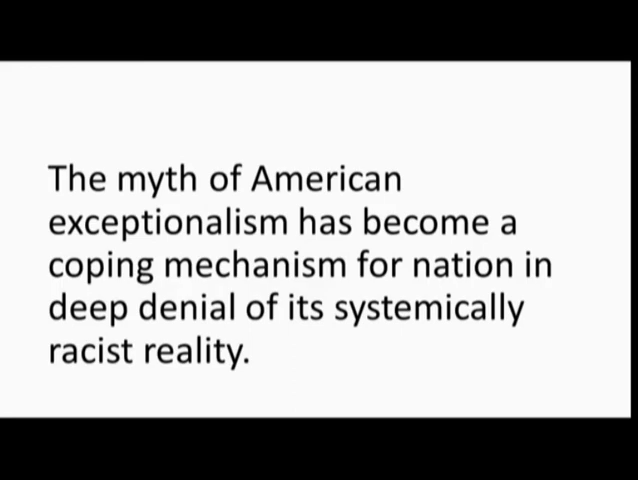 The myth of American
exceptionalism has become a
coping mechanism for nation in
deep denial of its systemically
racist reality.